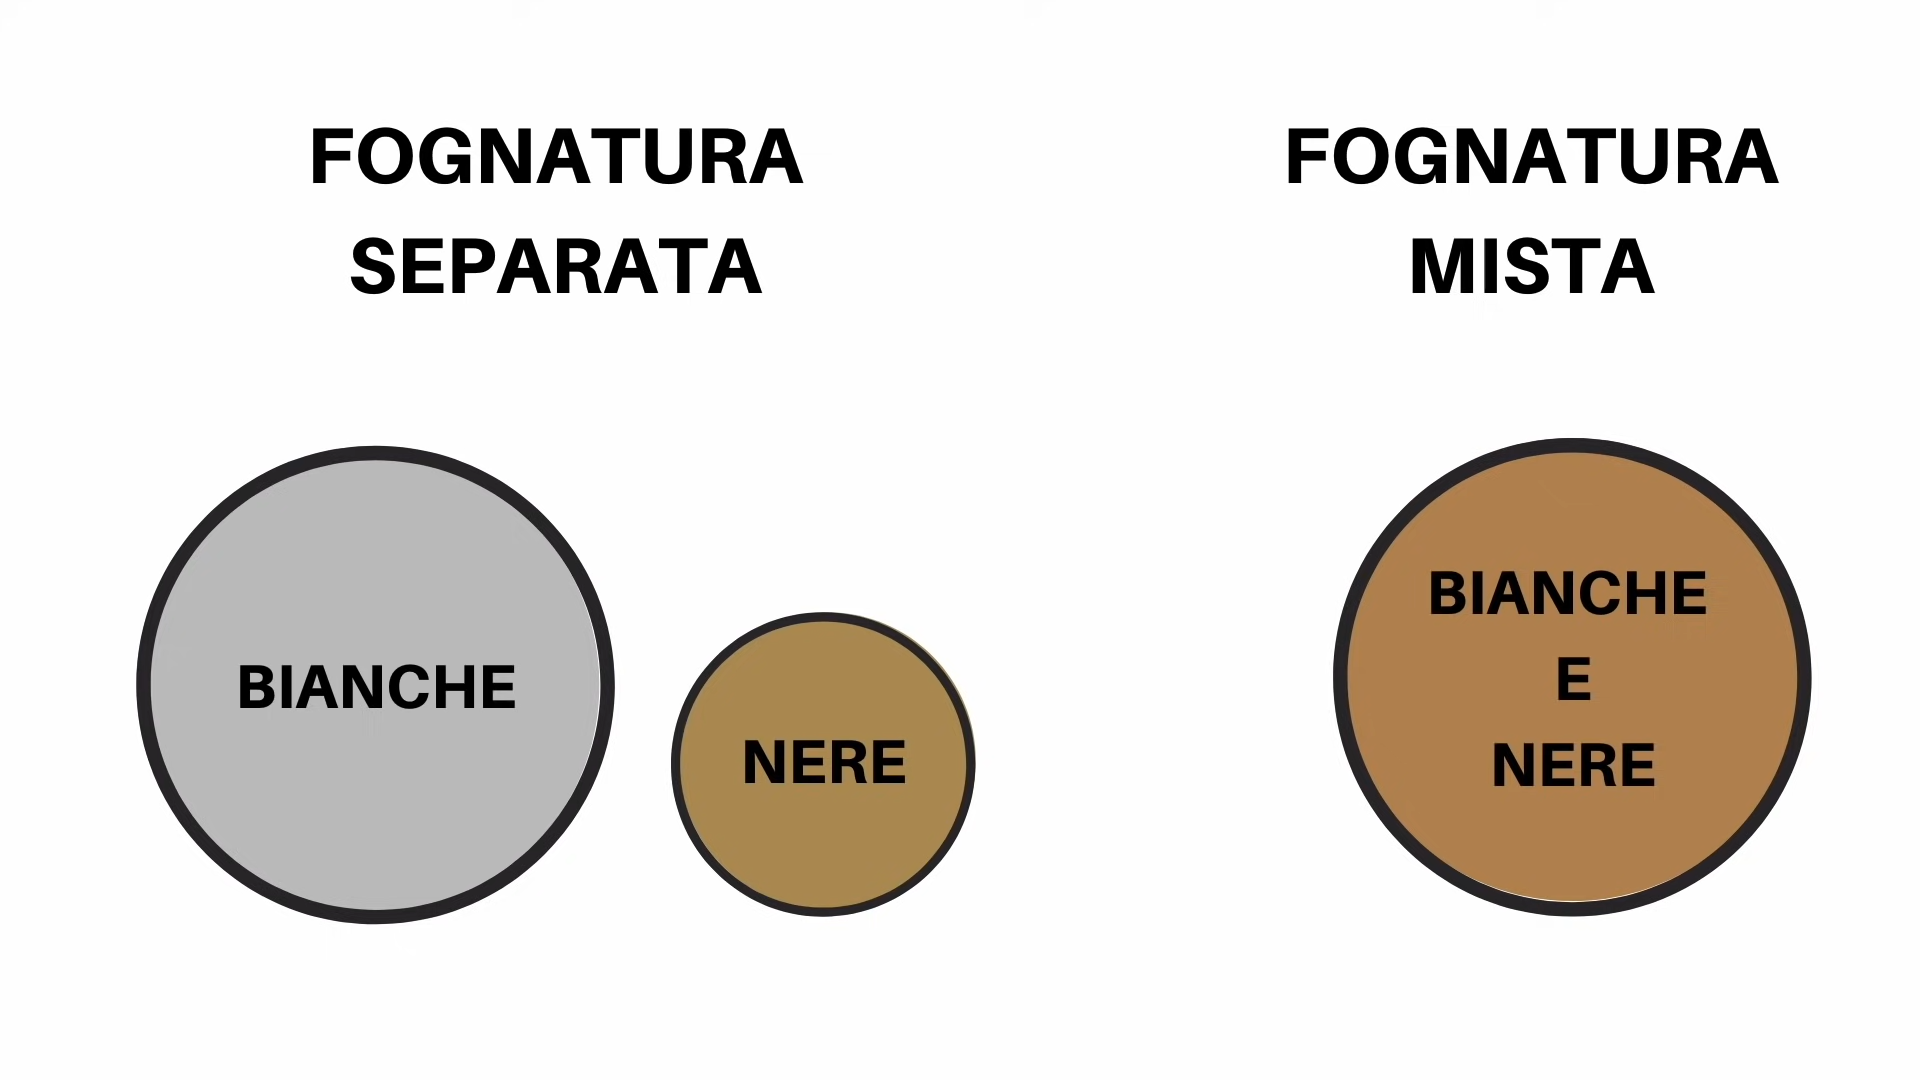 FOGNATURA
SEPARATA
BIANCHE
NERE
FOGNATURA
MISTA
BIANCHE
E
NERE